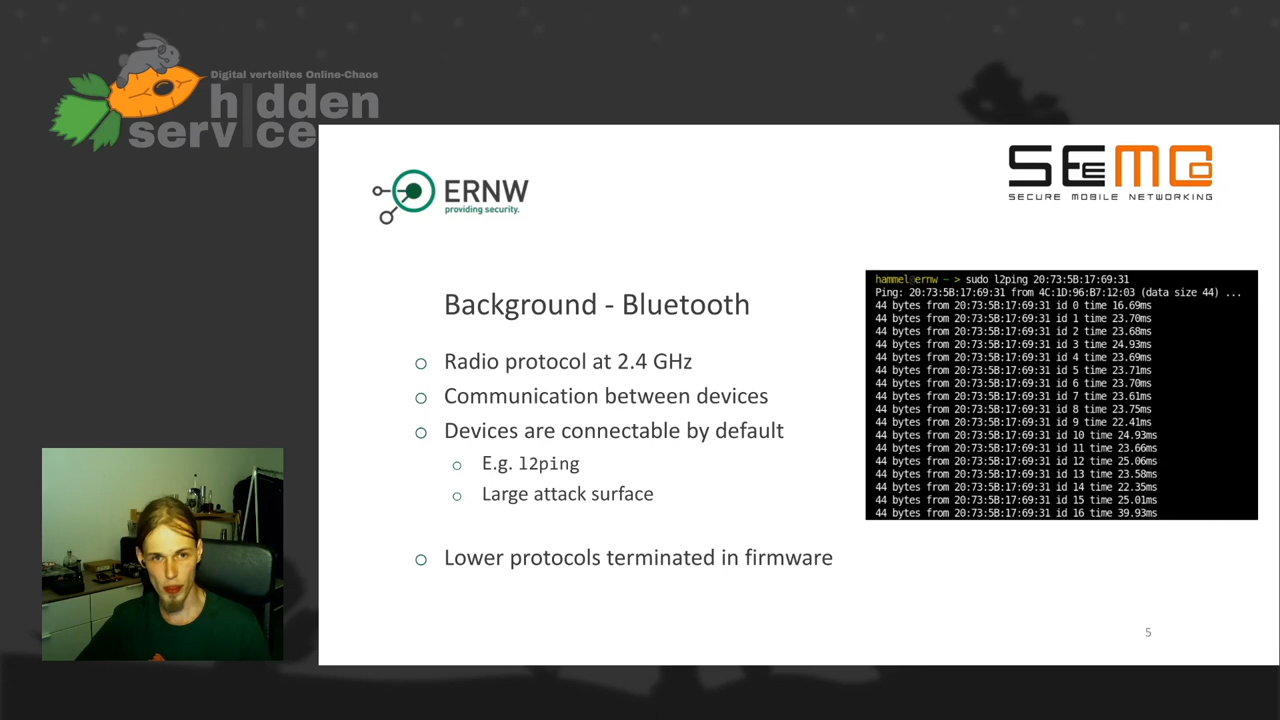 Digital verteiltes Online-Chaos
hidden
service
ERNW
providing security.
SEEMOO
SECURE MOBILE NETWORKING
Background - Bluetooth
Radio protocol at 2.4 GHz
Communication between devices
Devices are connectable by default
E.g. l2ping
Large attack surface
Lower protocols terminated in firmware
hammel@ernw ~ > sudo l2ping 20:73:5B:17:69:31
Ping: 20:73:5B:17:69:31 from 4C:1D:96:B7:12:03 (data size 44) ...
44 bytes from 20:73:5B:17:69:31 id 0 time 16.69ms
44 bytes from 20:73:5B:17:69:31 id 1 time 23.70ms
44 bytes from 20:73:5B:17:69:31 id 2 time 23.68ms
44 bytes from 20:73:5B:17:69:31 id 3 time 24.93ms
44 bytes from 20:73:5B:17:69:31 id 4 time 23.69ms
44 bytes from 20:73:5B:17:69:31 id 5 time 23.71ms
44 bytes from 20:73:5B:17:69:31 id 6 time 23.70ms
44 bytes from 20:73:5B:17:69:31 id 7 time 23.61ms
44 bytes from 20:73:5B:17:69:31 id 8 time 23.75ms
44 bytes from 20:73:5B:17:69:31 id 9 time 22.41ms
44 bytes from 20:73:5B:17:69:31 id 10 time 24.93ms
44 bytes from 20:73:5B:17:69:31 id 11 time 23.66ms
44 bytes from 20:73:5B:17:69:31 id 12 time 25.06ms
44 bytes from 20:73:5B:17:69:31 id 13 time 23.58ms
44 bytes from 20:73:5B:17:69:31 id 14 time 22.35ms
44 bytes from 20:73:5B:17:69:31 id 15 time 25.01ms
44 bytes from 20:73:5B:17:69:31 id 16 time 39.93ms
5